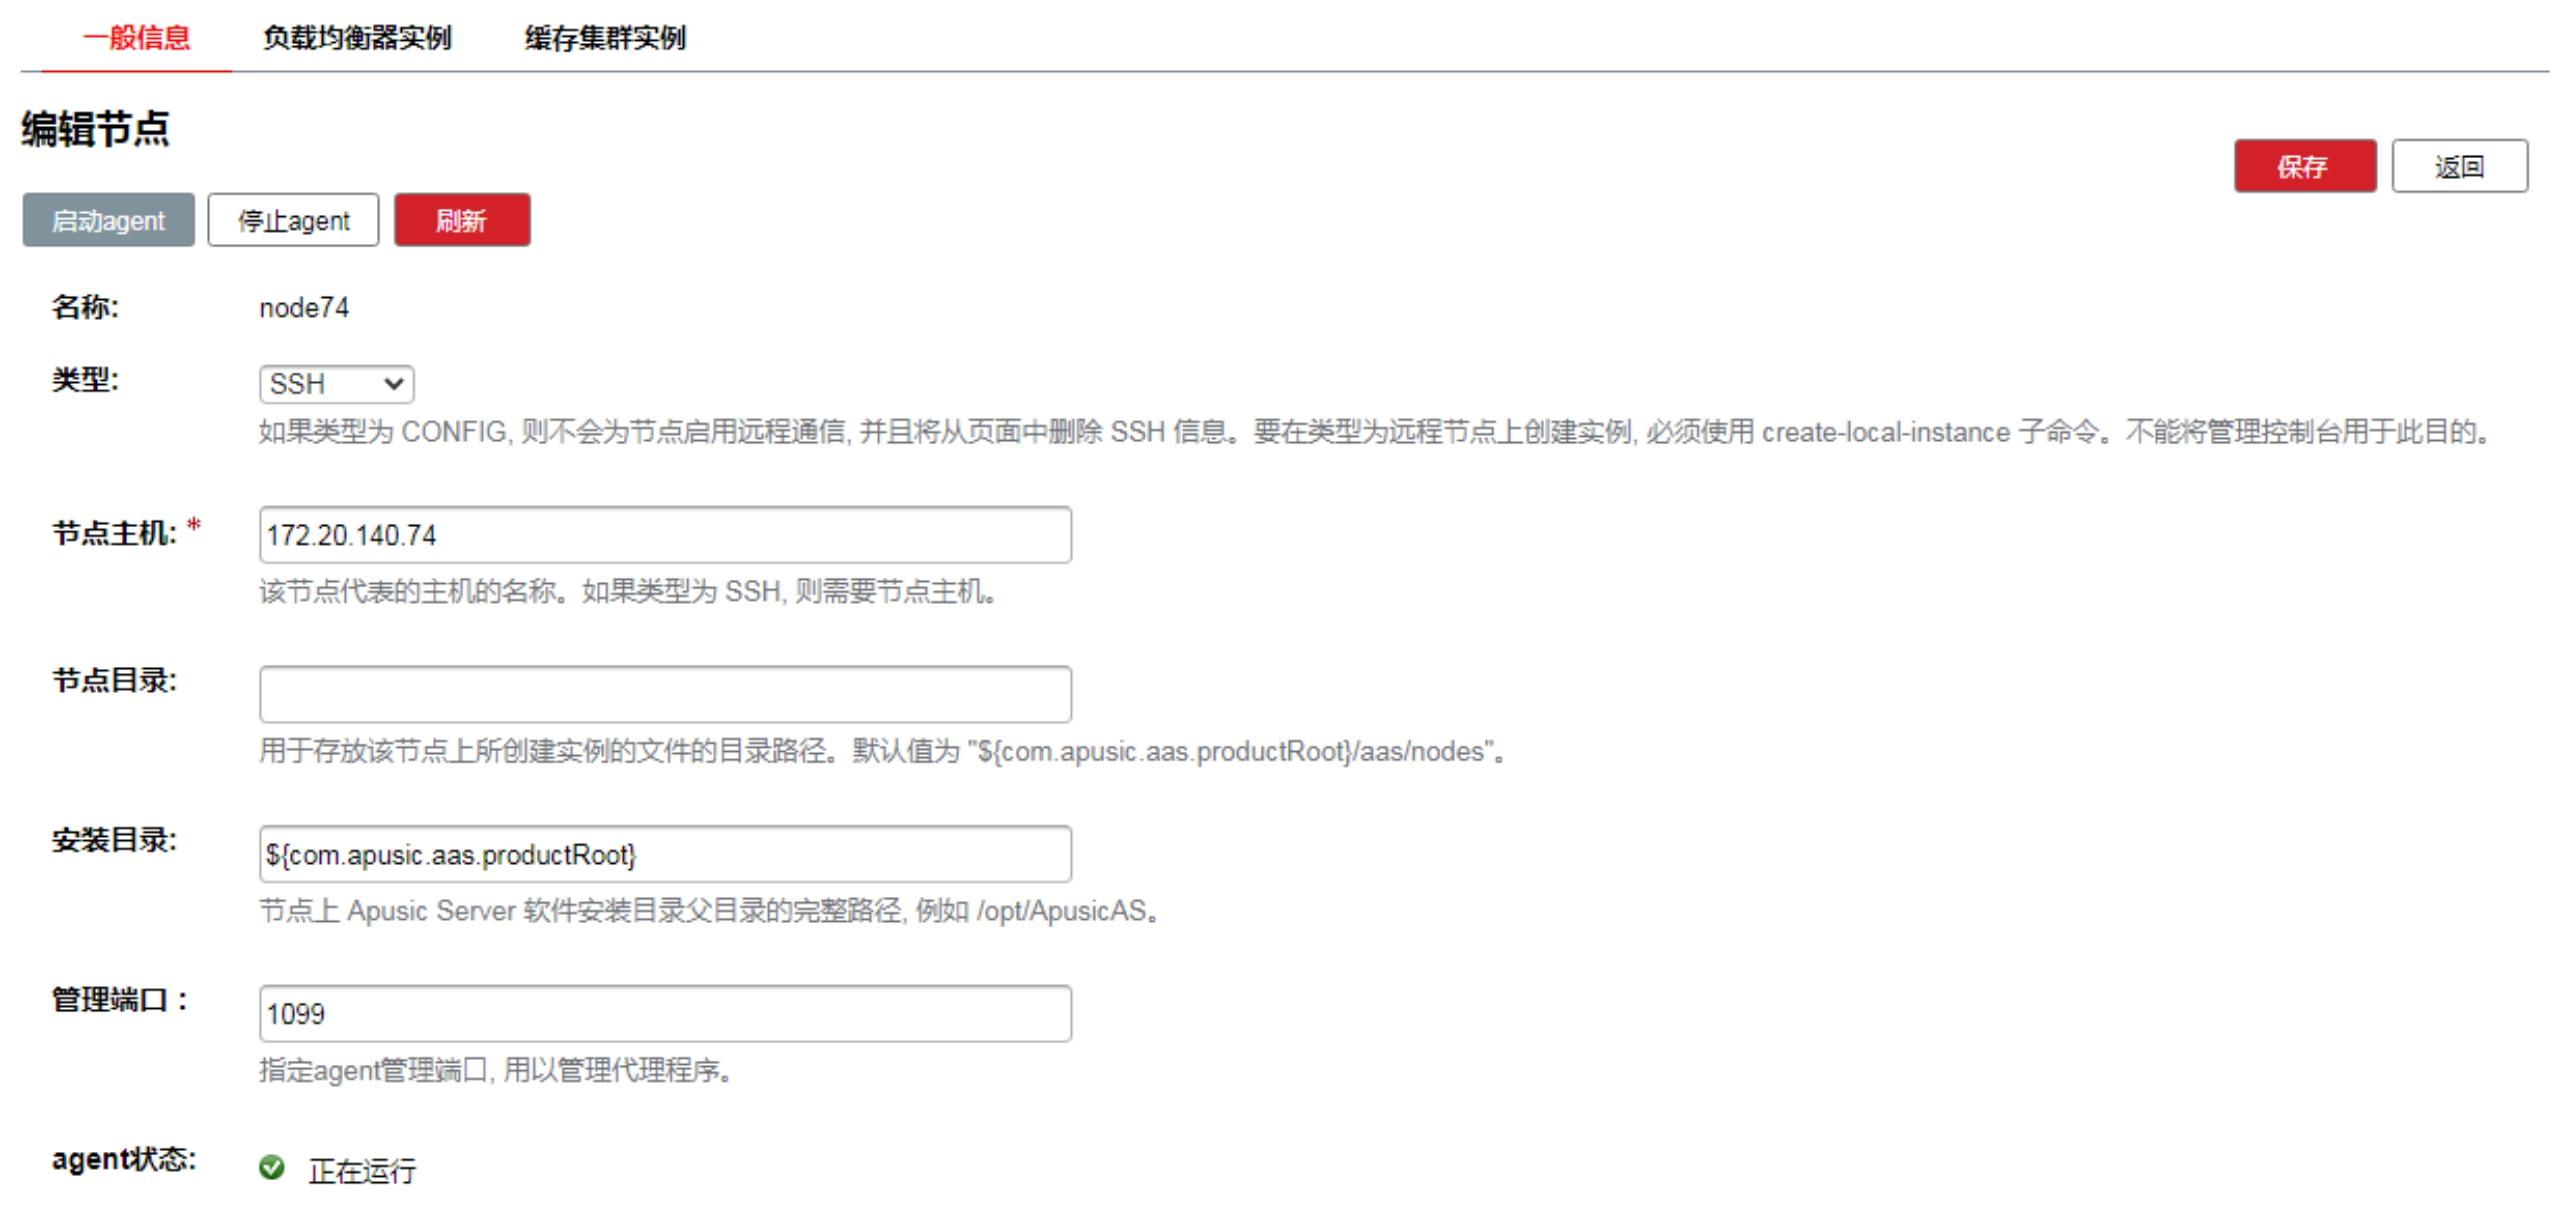 一般信息 负载均衡器实例 缓存集群实例
编辑节点
保存 返回
启动agent 停止agent 刷新
名称: node74
类型: SSH
如果类型为 CONFIG, 则不会为节点启用远程通信, 并且将从页面中删除 SSH 信息。要在类型为远程节点上创建实例, 必须使用 create-local-instance 子命令。不能将管理控制台用于此目的。
节点主机: * 172.20.140.74
该节点代表的主机的名称。如果类型为 SSH, 则需要节点主机。
节点目录:
用于存放该节点上所创建实例的文件的目录路径。默认值为 "${com.apusic.aas.productRoot}/aas/nodes"。
安装目录: ${com.apusic.aas.productRoot}
节点上 Apusic Server 软件安装目录父目录的完整路径, 例如 /opt/ApusicAS。
管理端口： 1099
指定agent管理端口, 用以管理代理程序。
agent状态: 正在运行